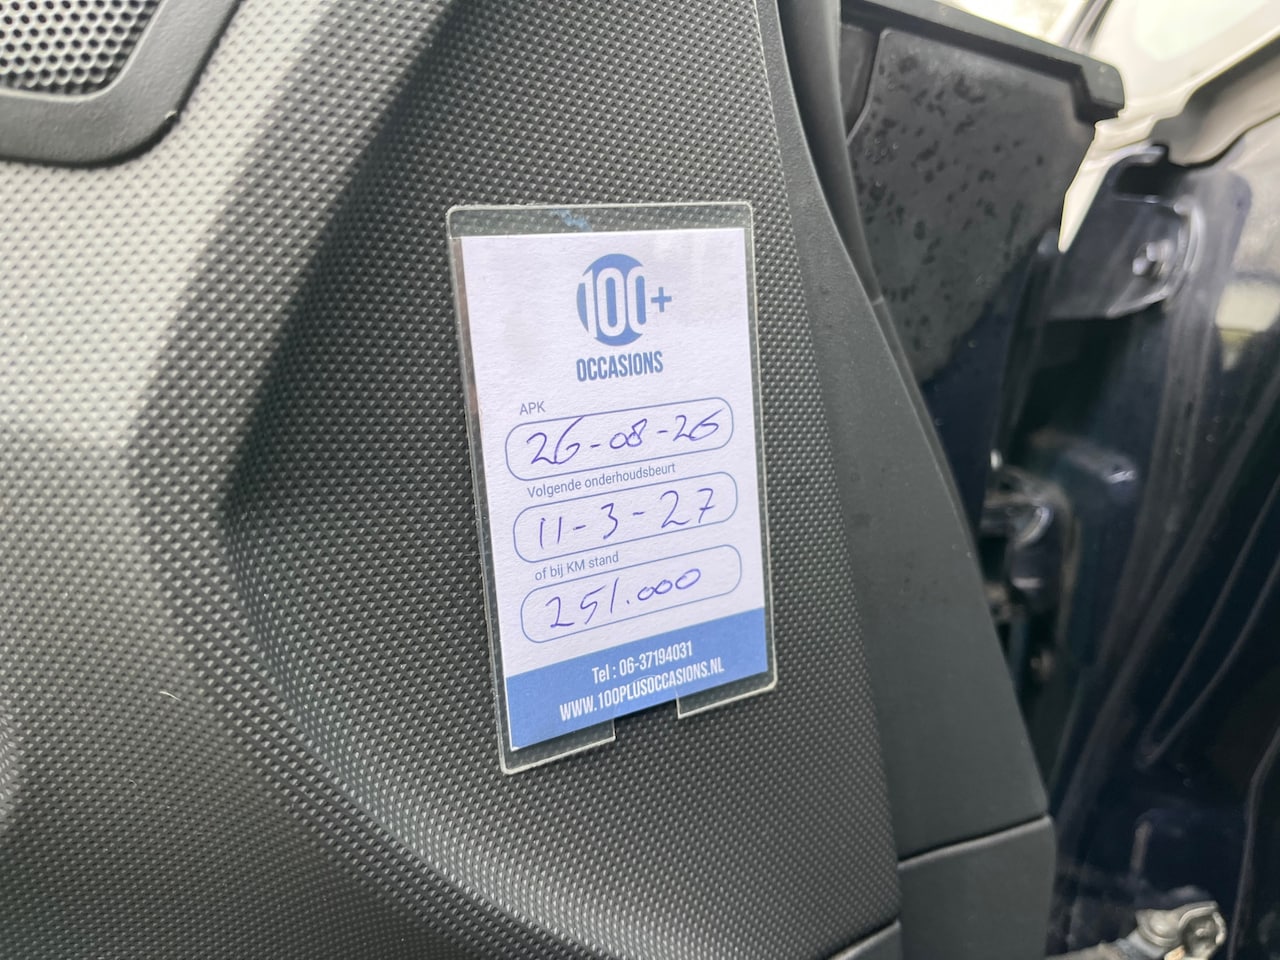 100+
OCCASIONS
APK
26-08-26
Volgende onderhoudsbeurt
11-3-27
of bij KM stand
251.000
Tel : 06-37194031
WWW.100PLUSOCCASIONS.NL